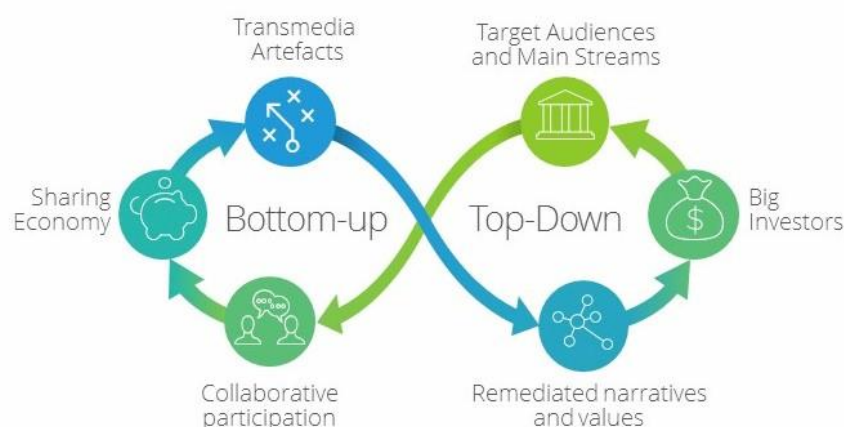 Transmedia
Artefacts
Target Audiences
and Main Streams
Sharing
Economy
Bottom-up
Top-Down
Big
Investors
$
Collaborative
participation
Remediated narratives
and values